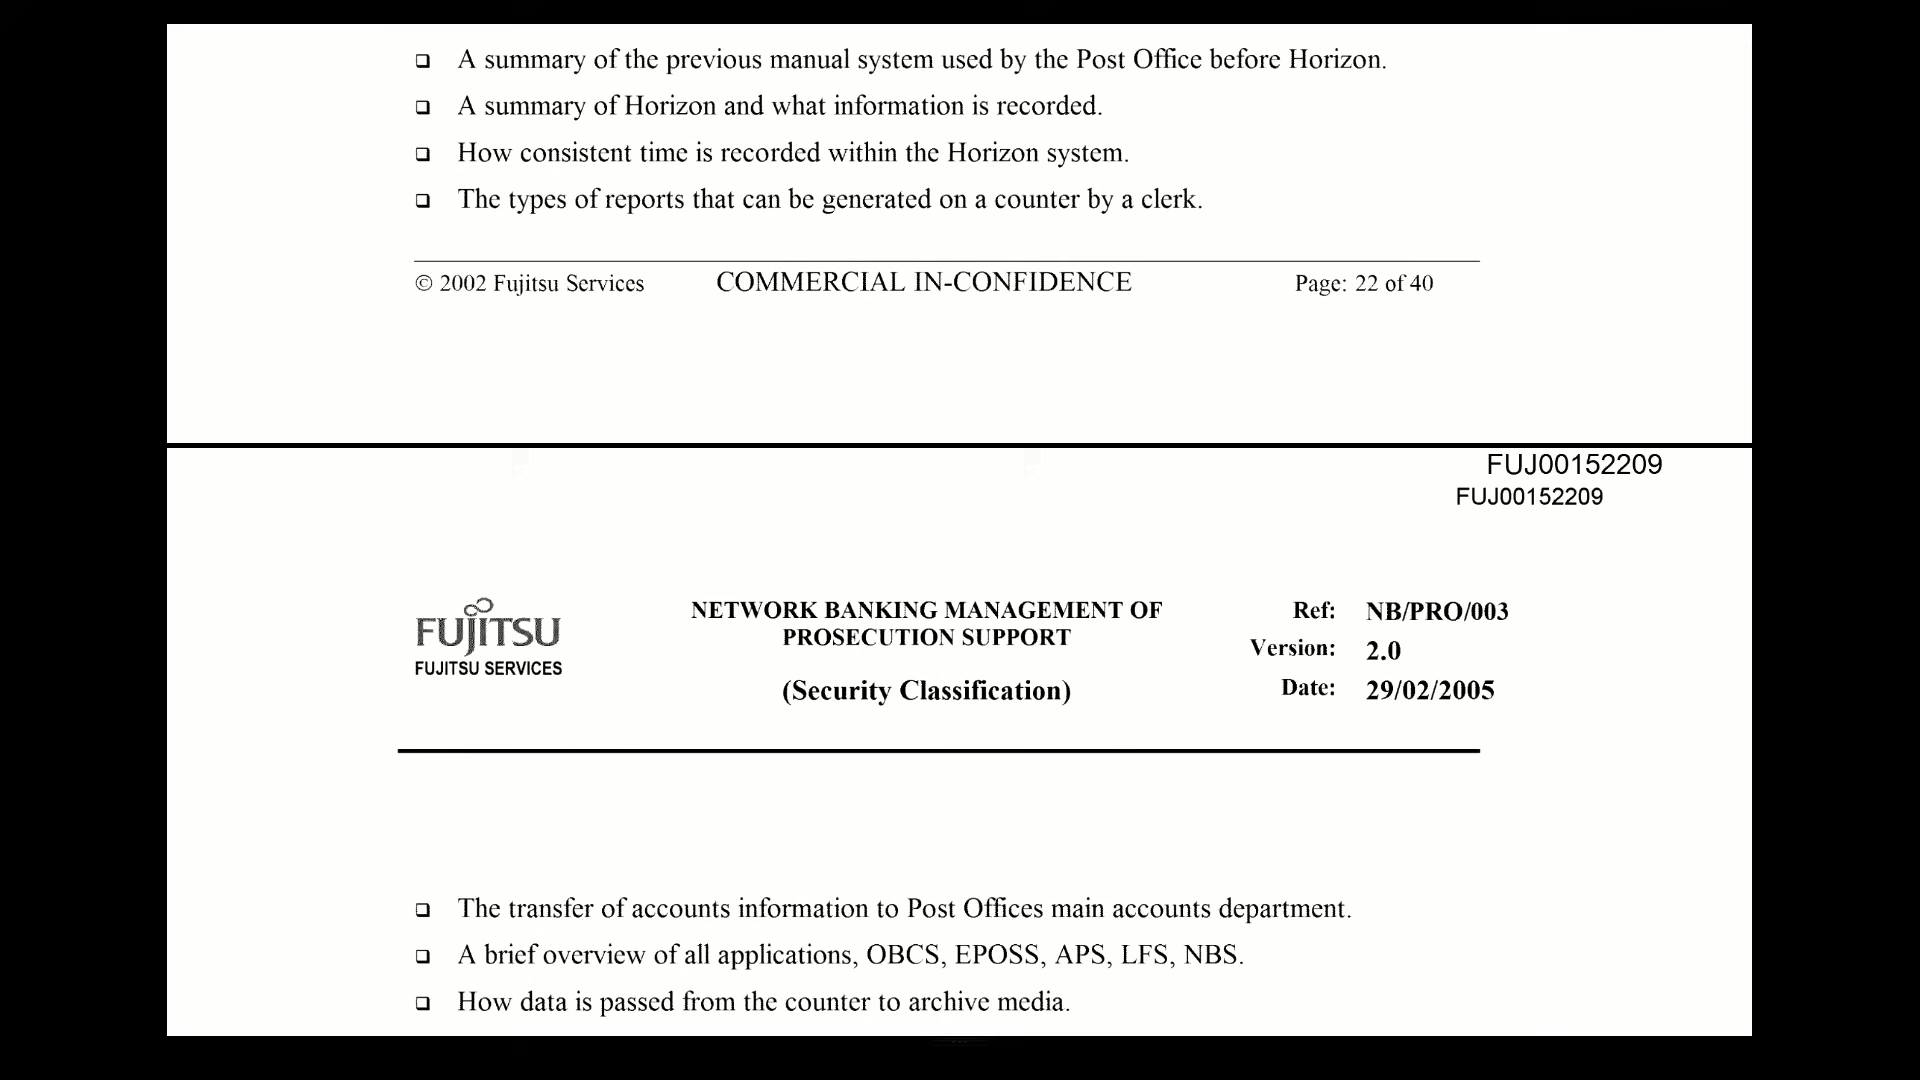 ❑ A summary of the previous manual system used by the Post Office before Horizon.
❑ A summary of Horizon and what information is recorded.
❑ How consistent time is recorded within the Horizon system.
❑ The types of reports that can be generated on a counter by a clerk.
© 2002 Fujitsu Services COMMERCIAL IN-CONFIDENCE Page: 22 of 40
FUJ00152209
FUJ00152209
FUJITSU
FUJITSU SERVICES
NETWORK BANKING MANAGEMENT OF
PROSECUTION SUPPORT
(Security Classification)
Ref: NB/PRO/003
Version: 2.0
Date: 29/02/2005
❑ The transfer of accounts information to Post Offices main accounts department.
❑ A brief overview of all applications, OBCS, EPOSS, APS, LFS, NBS.
❑ How data is passed from the counter to archive media.